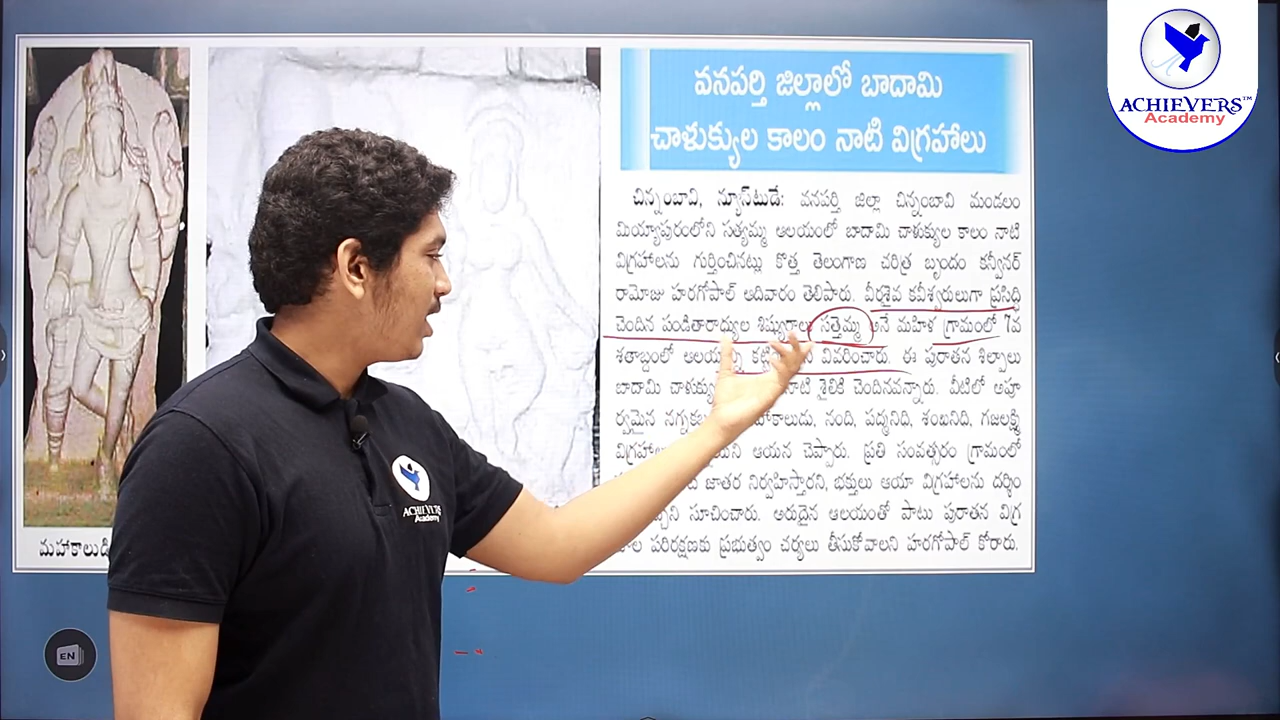 ACHIEVERS™
Academy
వనపర్తి జిల్లాలో బాదామి
చాళుక్యుల కాలం నాటి విగ్రహాలు
చిన్నంబావి, న్యూస్‌టుడే: వనపర్తి జిల్లా చిన్నంబావి మండలం
మియ్యాపురంలోని సత్యమ్మ ఆలయంలో బాదామి చాళుక్యుల కాలం నాటి
విగ్రహాలను గుర్తించినట్లు కొత్త తెలంగాణ చరిత్ర బృందం కన్వీనర్
రామోజు హరగోపాల్ ఆదివారం తెలిపారు. వీరశైవ కవీశ్వరులుగా ప్రసిద్ధి
చెందిన పండితారాధ్యుల శిష్యురాలు సత్తెమ్మ అనే మహిళ గ్రామంలో 7వ
శతాబ్దంలో వివరించారు. ఈ పురాతన శిల్పాలు
బాదామి నాటి శైలికి చెందినవన్నారు. వీటిలో అపూ
ర్వమైన నంది, పద్మనిధి, శంఖనిధి, గజలక్ష్మి
ఆయన చెప్పారు. ప్రతి సంవత్సరం గ్రామంలో
జాతర నిర్వహిస్తారని, భక్తులు ఆయా విగ్రహాలను దర్శిం
సూచించారు. అరుదైన ఆలయంతో పాటు పురాతన విగ్ర
పరిరక్షణకు ప్రభుత్వం చర్యలు తీసుకోవాలని హరగోపాల్ కోరారు.
మహాకాలుడి
ACHIEVERS
Academy
EN